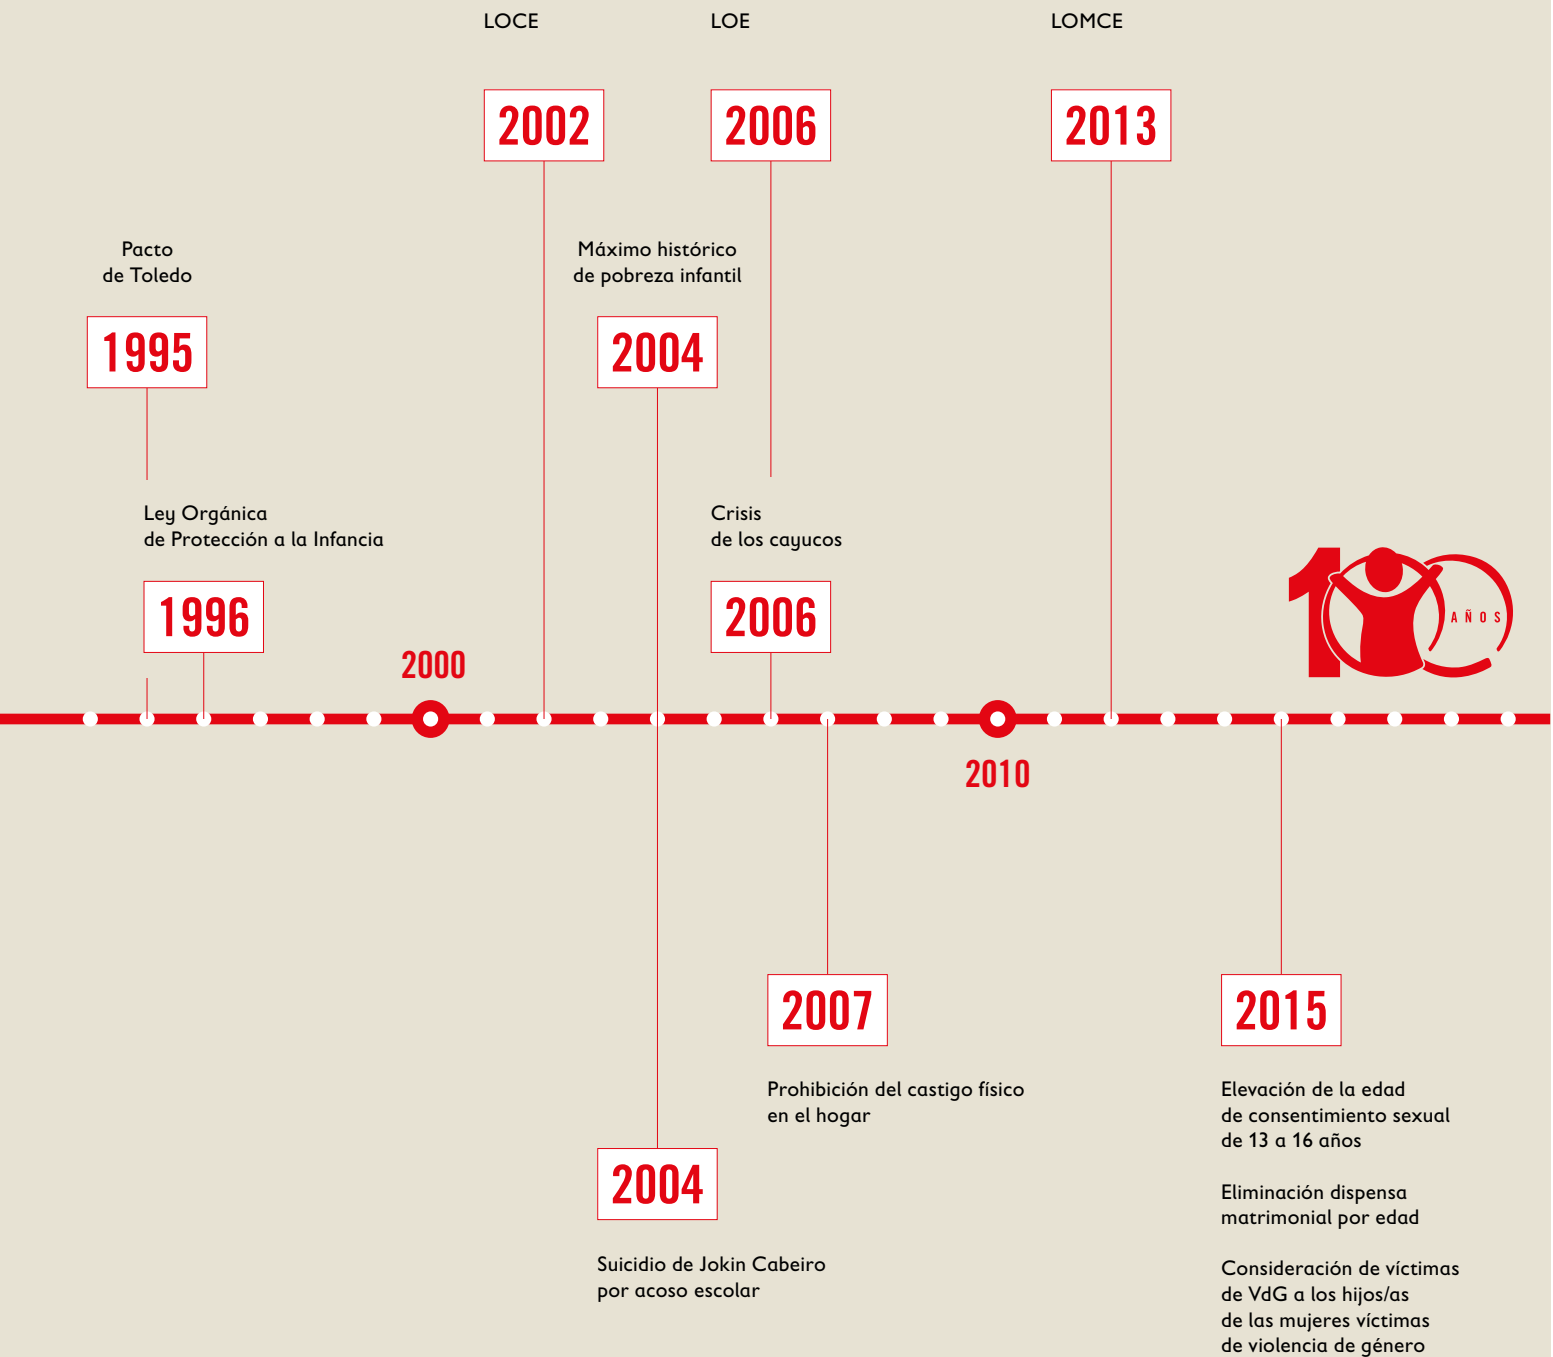 LOCE
LOE
LOMCE
2002
2006
2013
Pacto
de Toledo
1995
Máximo histórico
de pobreza infantil
2004
Ley Orgánica
de Protección a la Infancia
1996
Crisis
de los cayucos
2006
100
AÑOS
2000
2010
2007
Prohibición del castigo físico
en el hogar
2004
Suicidio de Jokin Cabeiro
por acoso escolar
2015
Elevación de la edad
de consentimiento sexual
de 13 a 16 años
Eliminación dispensa
matrimonial por edad
Consideración de víctimas
de VdG a los hijos/as
de las mujeres víctimas
de violencia de género